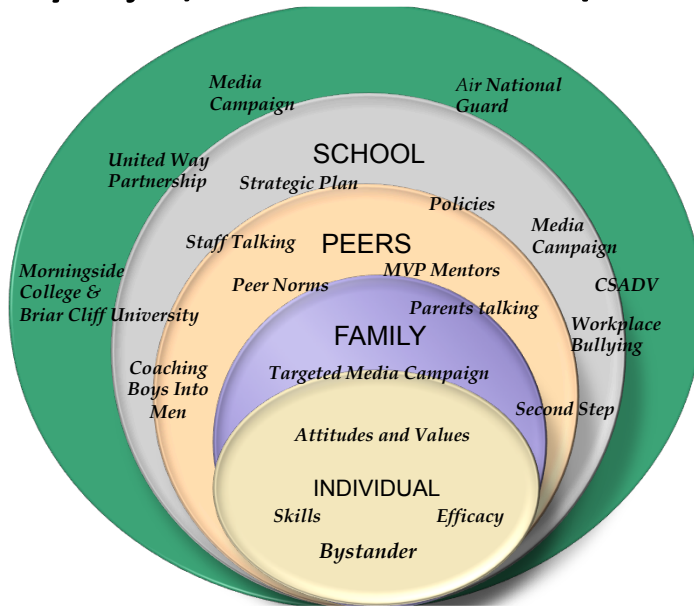 Media
Campaign
Air National
Guard
SCHOOL
United Way
Partnership
Strategic Plan
Policies
Media
Campaign
Staff Talking
PEERS
Morningside
College &
Briar Cliff University
Peer Norms
MVP Mentors
CSADV
Parents talking
Workplace
Bullying
FAMILY
Coaching
Boys Into
Men
Targeted Media Campaign
Second Step
Attitudes and Values
INDIVIDUAL
Skills
Efficacy
Bystander